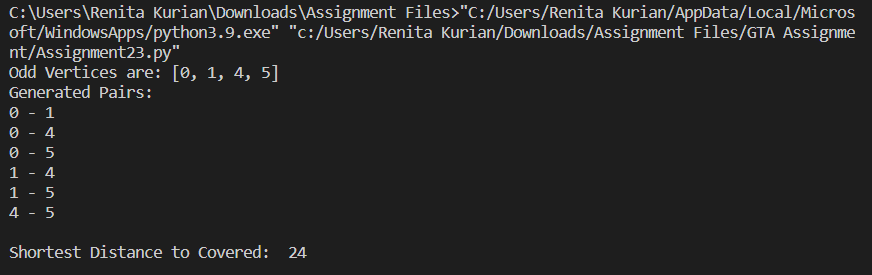 C:\Users\Renita Kurian\Downloads\Assignment Files>"C:/Users/Renita Kurian/AppData/Local/Micros
oft/WindowsApps/python3.9.exe" "c:/Users/Renita Kurian/Downloads/Assignment Files/GTA Assignme
nt/Assignment23.py"
Odd Vertices are: [0, 1, 4, 5]
Generated Pairs:
0 - 1
0 - 4
0 - 5
1 - 4
1 - 5
4 - 5
Shortest Distance to Covered:  24